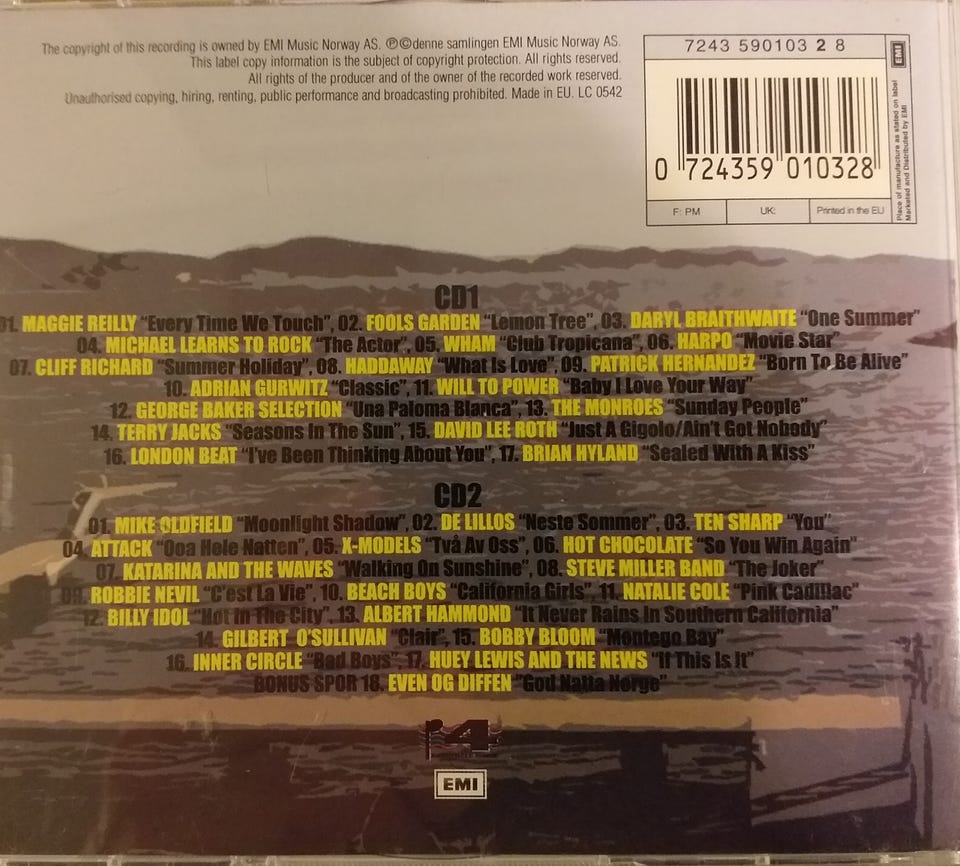 The copyright of this recording is owned by EMI Music Norway AS. ℗©denne samlingen EMI Music Norway AS.
This label copy information is the subject of copyright protection. All rights reserved.
All rights of the producer and of the owner of the recorded work reserved.
Unauthorised copying, hiring, renting, public performance and broadcasting prohibited. Made in EU. LC 0542
7243 590103 2 8
EMI
0 724359 010328
F: PM
UK:
Printed in the EU
Place of manufacture as stated on label
Marketed and Distributed by EMI
CD1
01. MAGGIE REILLY "Every Time We Touch", 02. FOOLS GARDEN "Lemon Tree", 03. DARYL BRAITHWAITE "One Summer"
04. MICHAEL LEARNS TO ROCK "The Actor", 05. WHAM "Club Tropicana", 06. HARPO "Movie Star"
07. CLIFF RICHARD "Summer Holiday", 08. HADDAWAY "What Is Love", 09. PATRICK HERNANDEZ "Born To Be Alive"
10. ADRIAN GURWITZ "Classic", 11. WILL TO POWER "Baby I Love Your Way"
12. GEORGE BAKER SELECTION "Una Paloma Blanca", 13. THE MONROES "Sunday People"
14. TERRY JACKS "Seasons In The Sun", 15. DAVID LEE ROTH "Just A Gigolo/Ain't Got Nobody"
16. LONDON BEAT "I've Been Thinking About You", 17. BRIAN HYLAND "Sealed With A Kiss"
CD2
01. MIKE OLDFIELD "Moonlight Shadow", 02. DE LILLOS "Neste Sommer", 03. TEN SHARP "You"
04. ATTACK "Ooa Hele Natten", 05. X-MODELS "Två Av Oss", 06. HOT CHOCOLATE "So You Win Again"
07. KATARINA AND THE WAVES "Walking On Sunshine", 08. STEVE MILLER BAND "The Joker"
09. ROBBIE NEVIL "C'est La Vie", 10. BEACH BOYS "California Girls", 11. NATALIE COLE "Pink Cadillac"
12. BILLY IDOL "Hot In The City", 13. ALBERT HAMMOND "It Never Rains In Southern California"
14. GILBERT O'SULLIVAN "Clair", 15. BOBBY BLOOM "Montego Bay"
16. INNER CIRCLE "Bad Boys", 17. HUEY LEWIS AND THE NEWS "If This Is It"
BONUS SPOR 18. EVEN OG DIFFEN "God Natta Norge"
P4
EMI